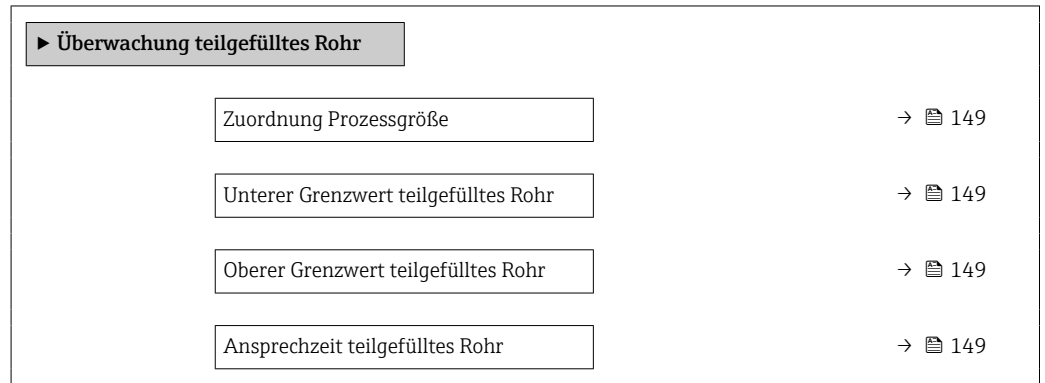 ► Überwachung teilgefülltes Rohr
Zuordnung Prozessgröße → 149
Unterer Grenzwert teilgefülltes Rohr → 149
Oberer Grenzwert teilgefülltes Rohr → 149
Ansprechzeit teilgefülltes Rohr → 149